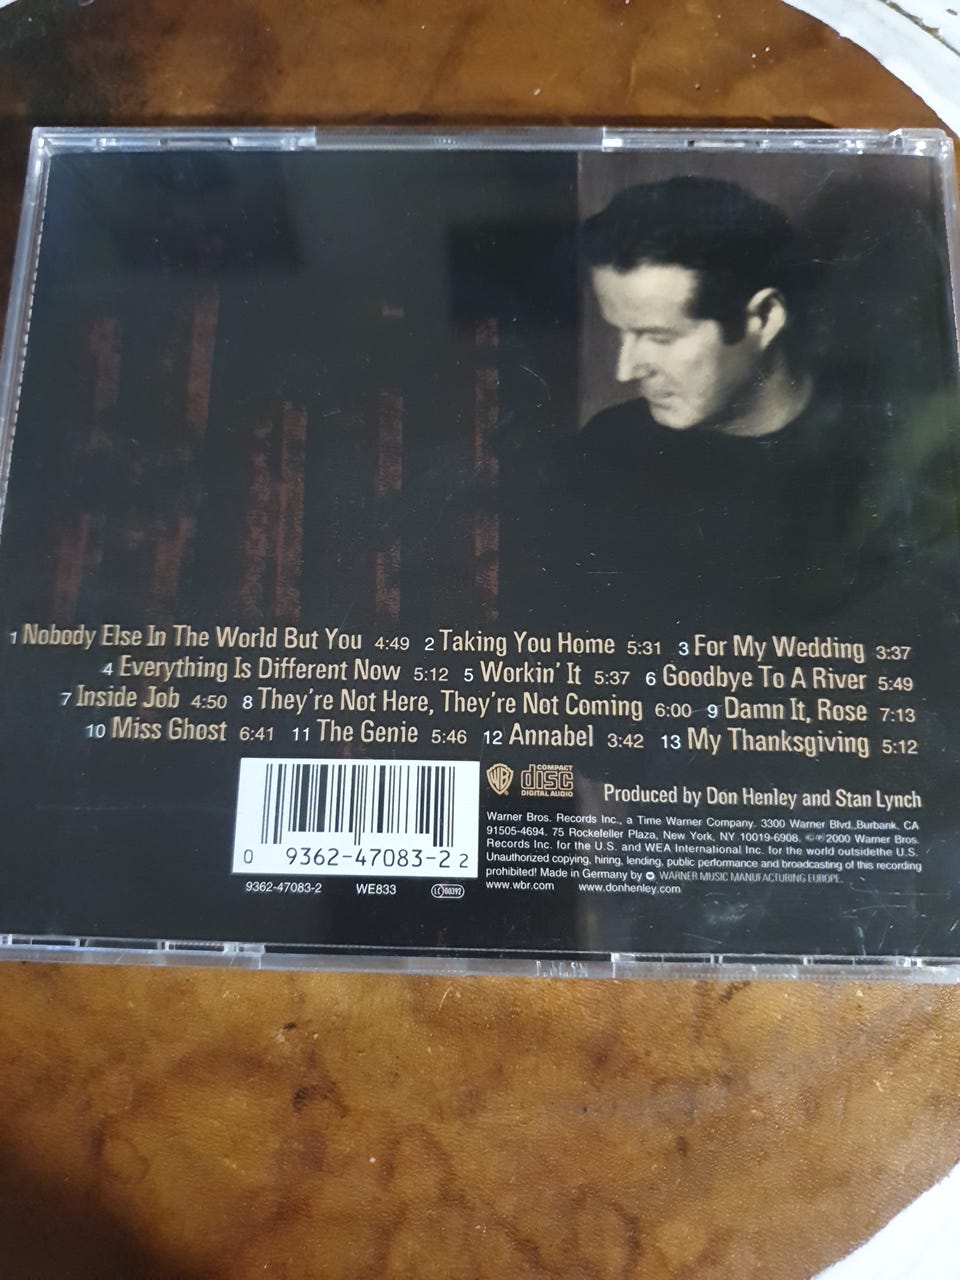 1 Nobody Else In The World But You 4:49 2 Taking You Home 5:31 3 For My Wedding 3:37
4 Everything Is Different Now 5:12 5 Workin' It 5:37 6 Goodbye To A River 5:49
7 Inside Job 4:50 8 They're Not Here, They're Not Coming 6:00 9 Damn It, Rose 7:13
10 Miss Ghost 6:41 11 The Genie 5:46 12 Annabel 3:42 13 My Thanksgiving 5:12
WB COMPACT disc DIGITAL AUDIO
Produced by Don Henley and Stan Lynch
Warner Bros. Records Inc., a Time Warner Company. 3300 Warner Blvd., Burbank, CA
91505-4694. 75 Rockefeller Plaza, New York, NY 10019-6908. ©℗2000 Warner Bros.
Records Inc. for the U.S. and WEA International Inc. for the world outsidethe U.S.
Unauthorized copying, hiring, lending, public performance and broadcasting of this recording
prohibited! Made in Germany by WARNER MUSIC MANUFACTURING EUROPE.
www.wbr.com www.donhenley.com
0 9362-47083-2 2
9362-47083-2 WE833 LC 00392